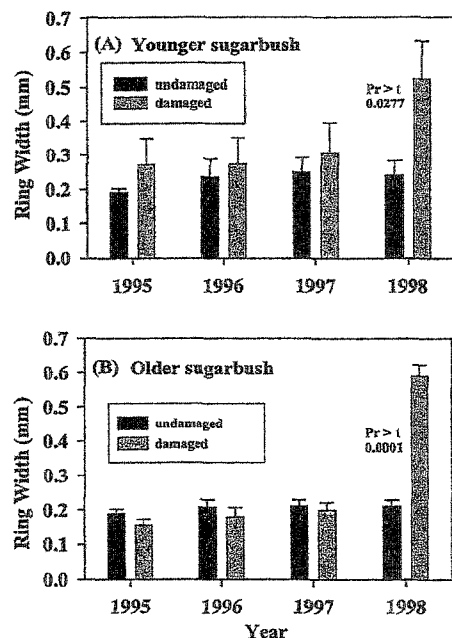 (A) Younger sugarbush
undamaged
damaged
Pr > t
0.0277
Ring Width (mm)
0.7
0.6
0.5
0.4
0.3
0.2
0.1
0.0
1995 1996 1997 1998
(B) Older sugarbush
undamaged
damaged
Pr > t
0.0001
Ring Width (mm)
0.7
0.6
0.5
0.4
0.3
0.2
0.1
0.0
1995 1996 1997 1998
Year